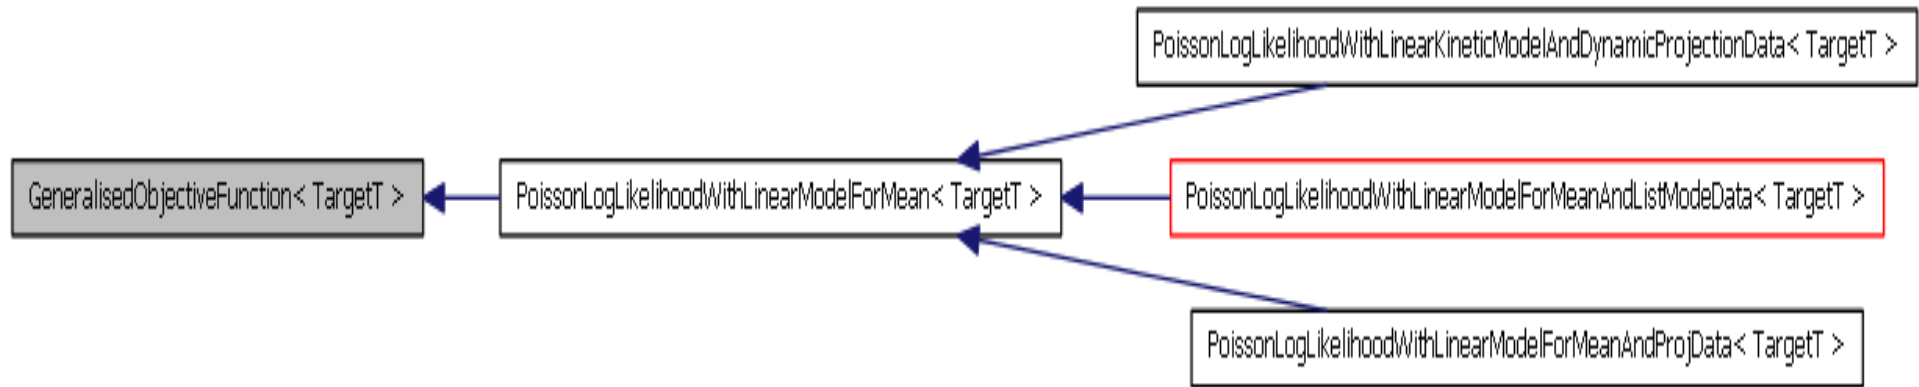 PoissonLogLikelihoodWithLinearKineticModelAndDynamicProjectionData< TargetT >
GeneralisedObjectiveFunction< TargetT >
PoissonLogLikelihoodWithLinearModelForMean< TargetT >
PoissonLogLikelihoodWithLinearModelForMeanAndListModeData< TargetT >
PoissonLogLikelihoodWithLinearModelForMeanAndProjData< TargetT >